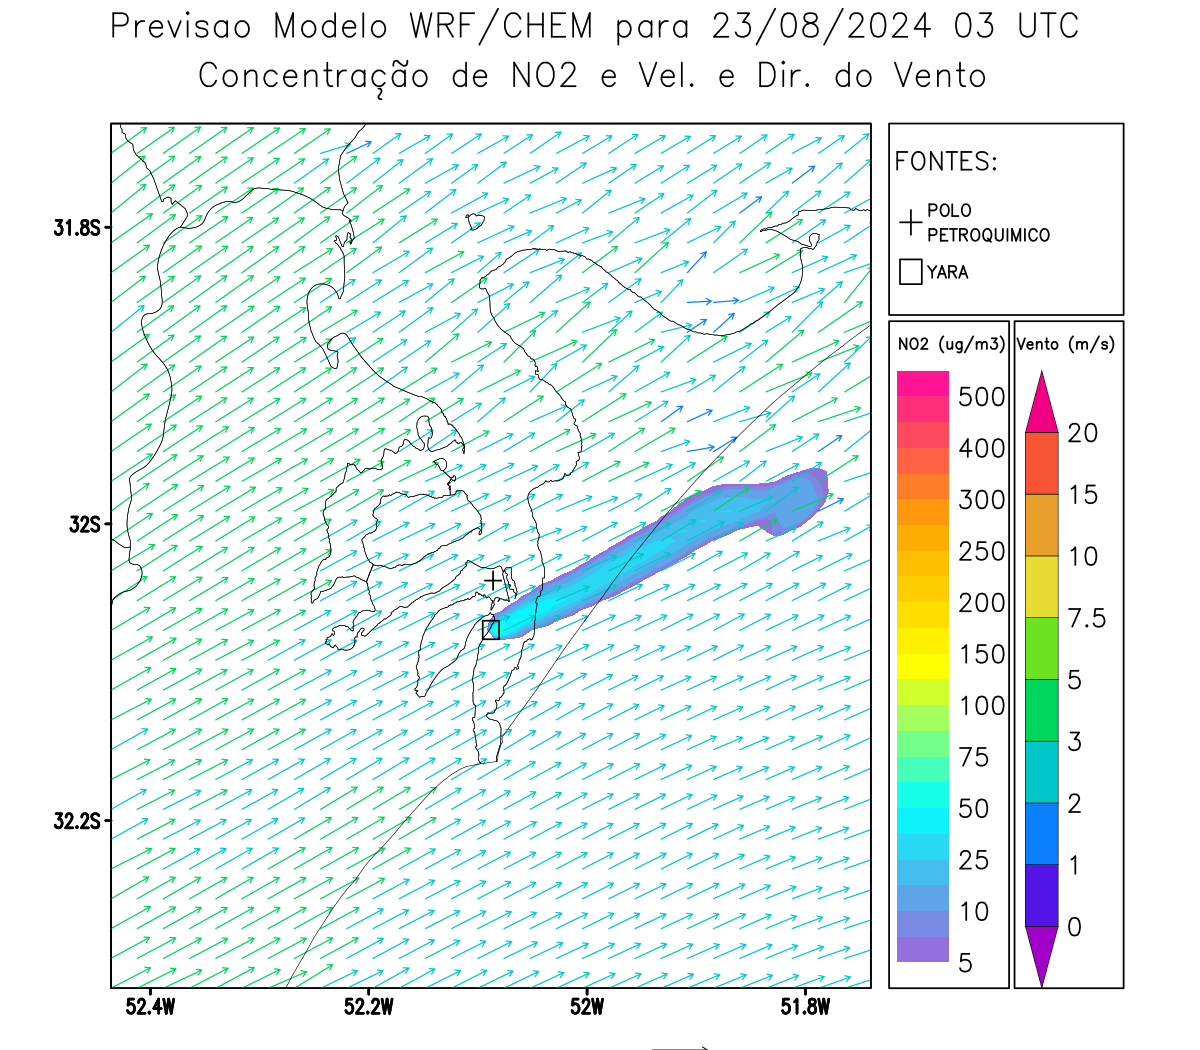 Previsao Modelo WRF/CHEM para 23/08/2024 03 UTC
Concentração de NO2 e Vel. e Dir. do Vento
FONTES:
POLO
PETROQUIMICO
YARA
NO2 (ug/m3)
500
400
300
250
200
150
100
75
50
25
10
5
Vento (m/s)
20
15
10
7.5
5
3
2
1
0
31.8S
32S
32.2S
52.4W
52.2W
52W
51.8W